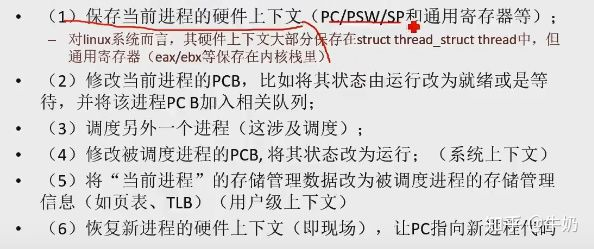 • （1）保存当前进程的硬件上下文（PC/PSW/SP和通用寄存器等）；
– 对linux系统而言，其硬件上下文大部分保存在struct thread_struct thread中，但
通用寄存器（eax/ebx等保存在内核栈里）
• （2）修改当前进程的PCB，比如将其状态由运行改为就绪或是等
待，并将该进程PC B加入相关队列；
• （3）调度另外一个进程（这涉及调度）；
• （4）修改被调度进程的PCB, 将其状态改为运行；（系统上下文）
• （5）将“当前进程”的存储管理数据改为被调度进程的存储管理
信息（如页表、TLB）（用户级上下文）
• （6）恢复新进程的硬件上下文（即现场），让PC指向新进程代码
知乎 @牛奶